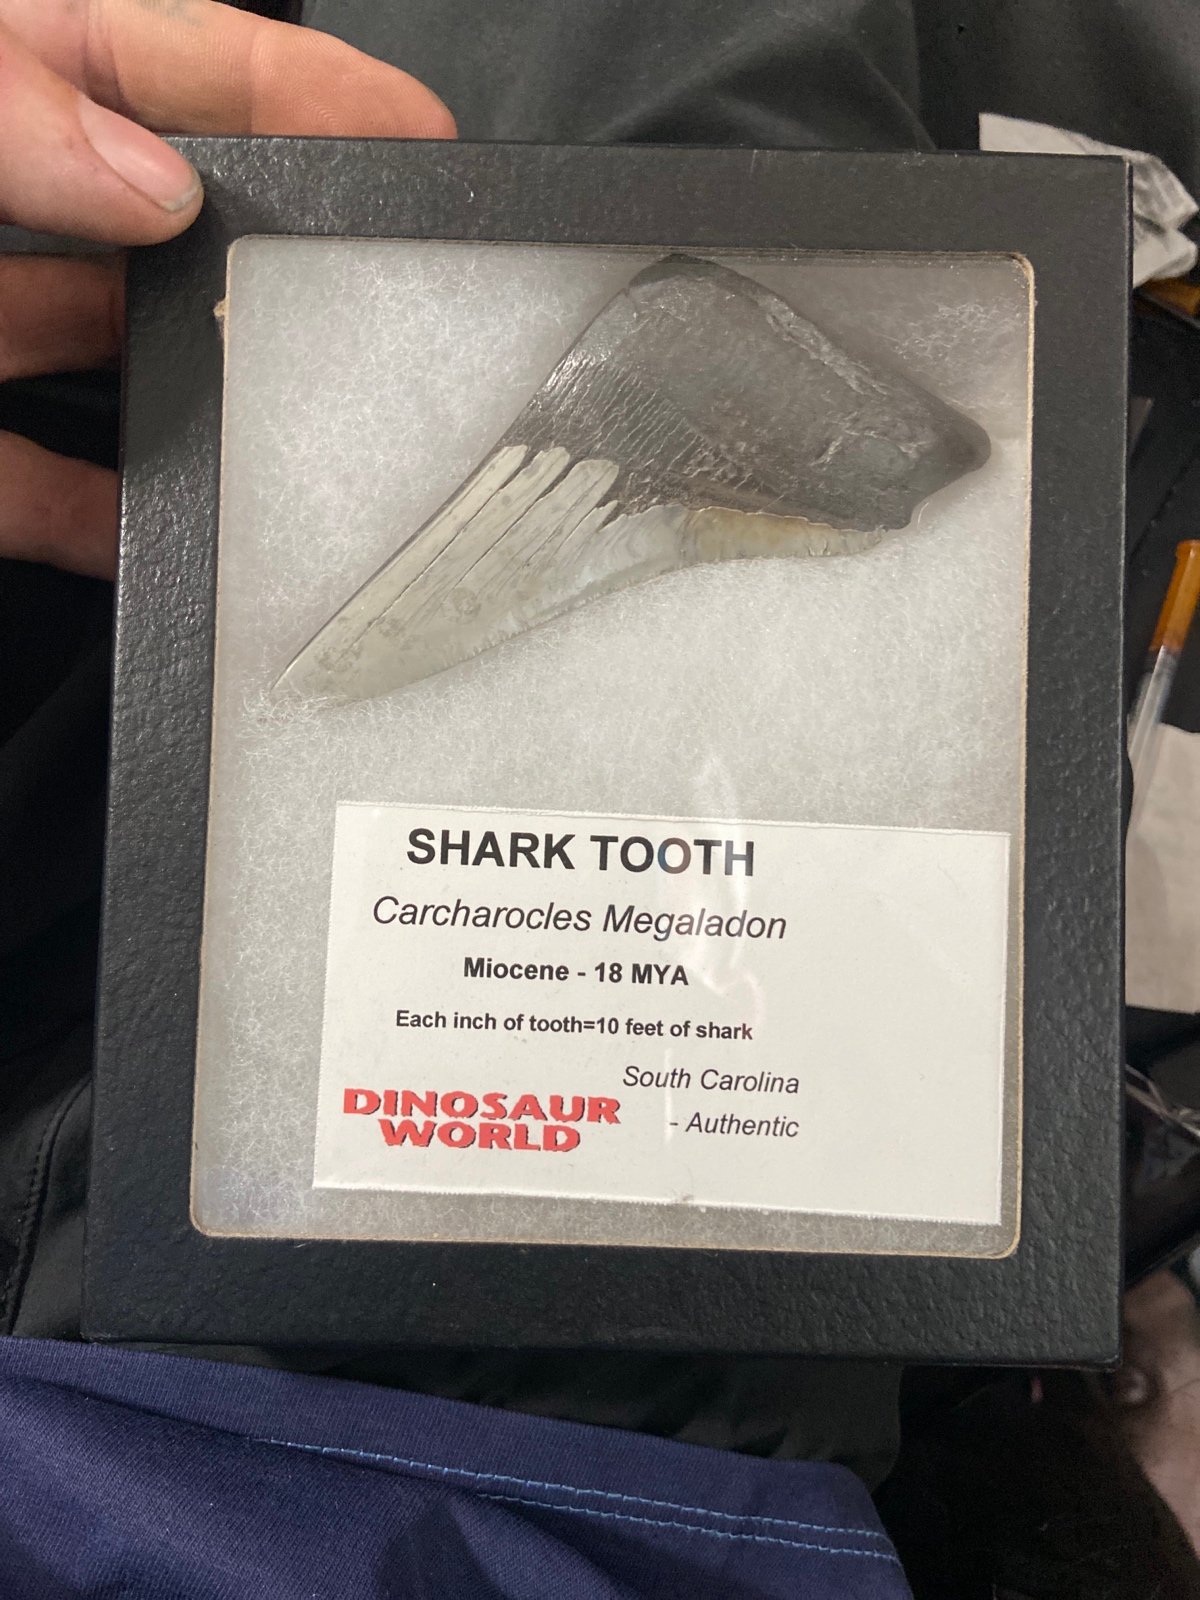 SHARK TOOTH
Carcharocles Megaladon
Miocene - 18 MYA
Each inch of tooth=10 feet of shark
South Carolina
- Authentic
DINOSAUR
WORLD